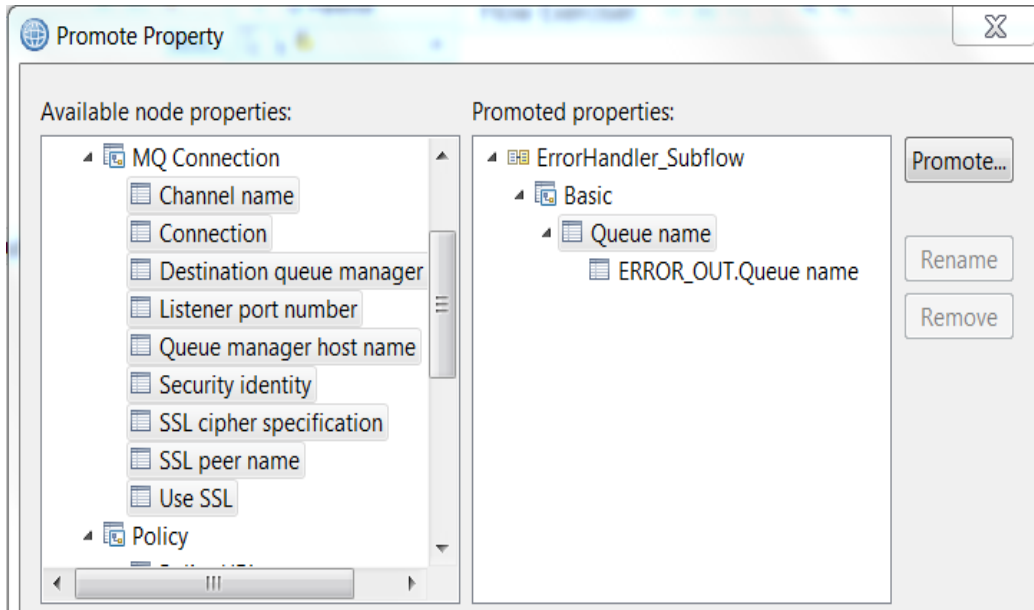 Promote Property
Available node properties:
MQ Connection
Channel name
Connection
Destination queue manager
Listener port number
Queue manager host name
Security identity
SSL cipher specification
SSL peer name
Use SSL
Policy
Promoted properties:
ErrorHandler_Subflow
Basic
Queue name
ERROR_OUT.Queue name
Promote...
Rename
Remove